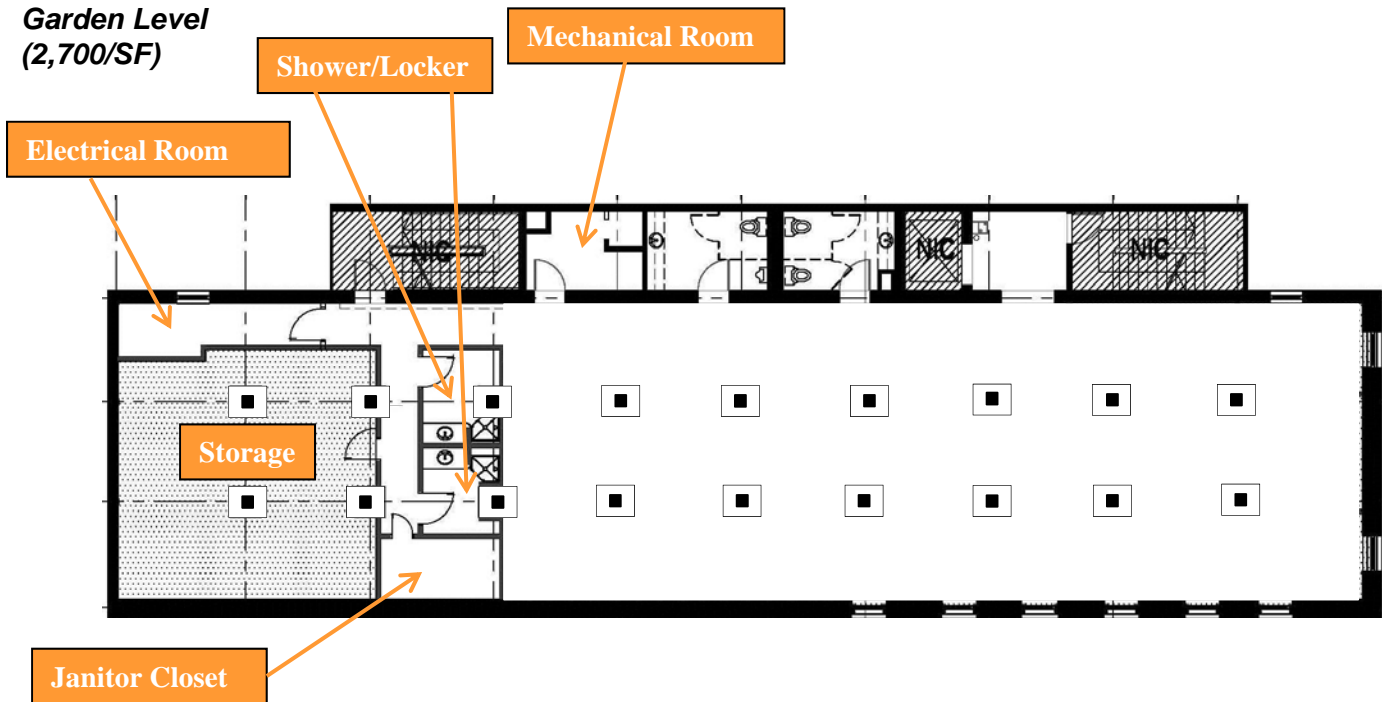 Garden Level
(2,700/SF)
Mechanical Room
Shower/Locker
Electrical Room
NIC
NIC
NIC
Storage
Janitor Closet